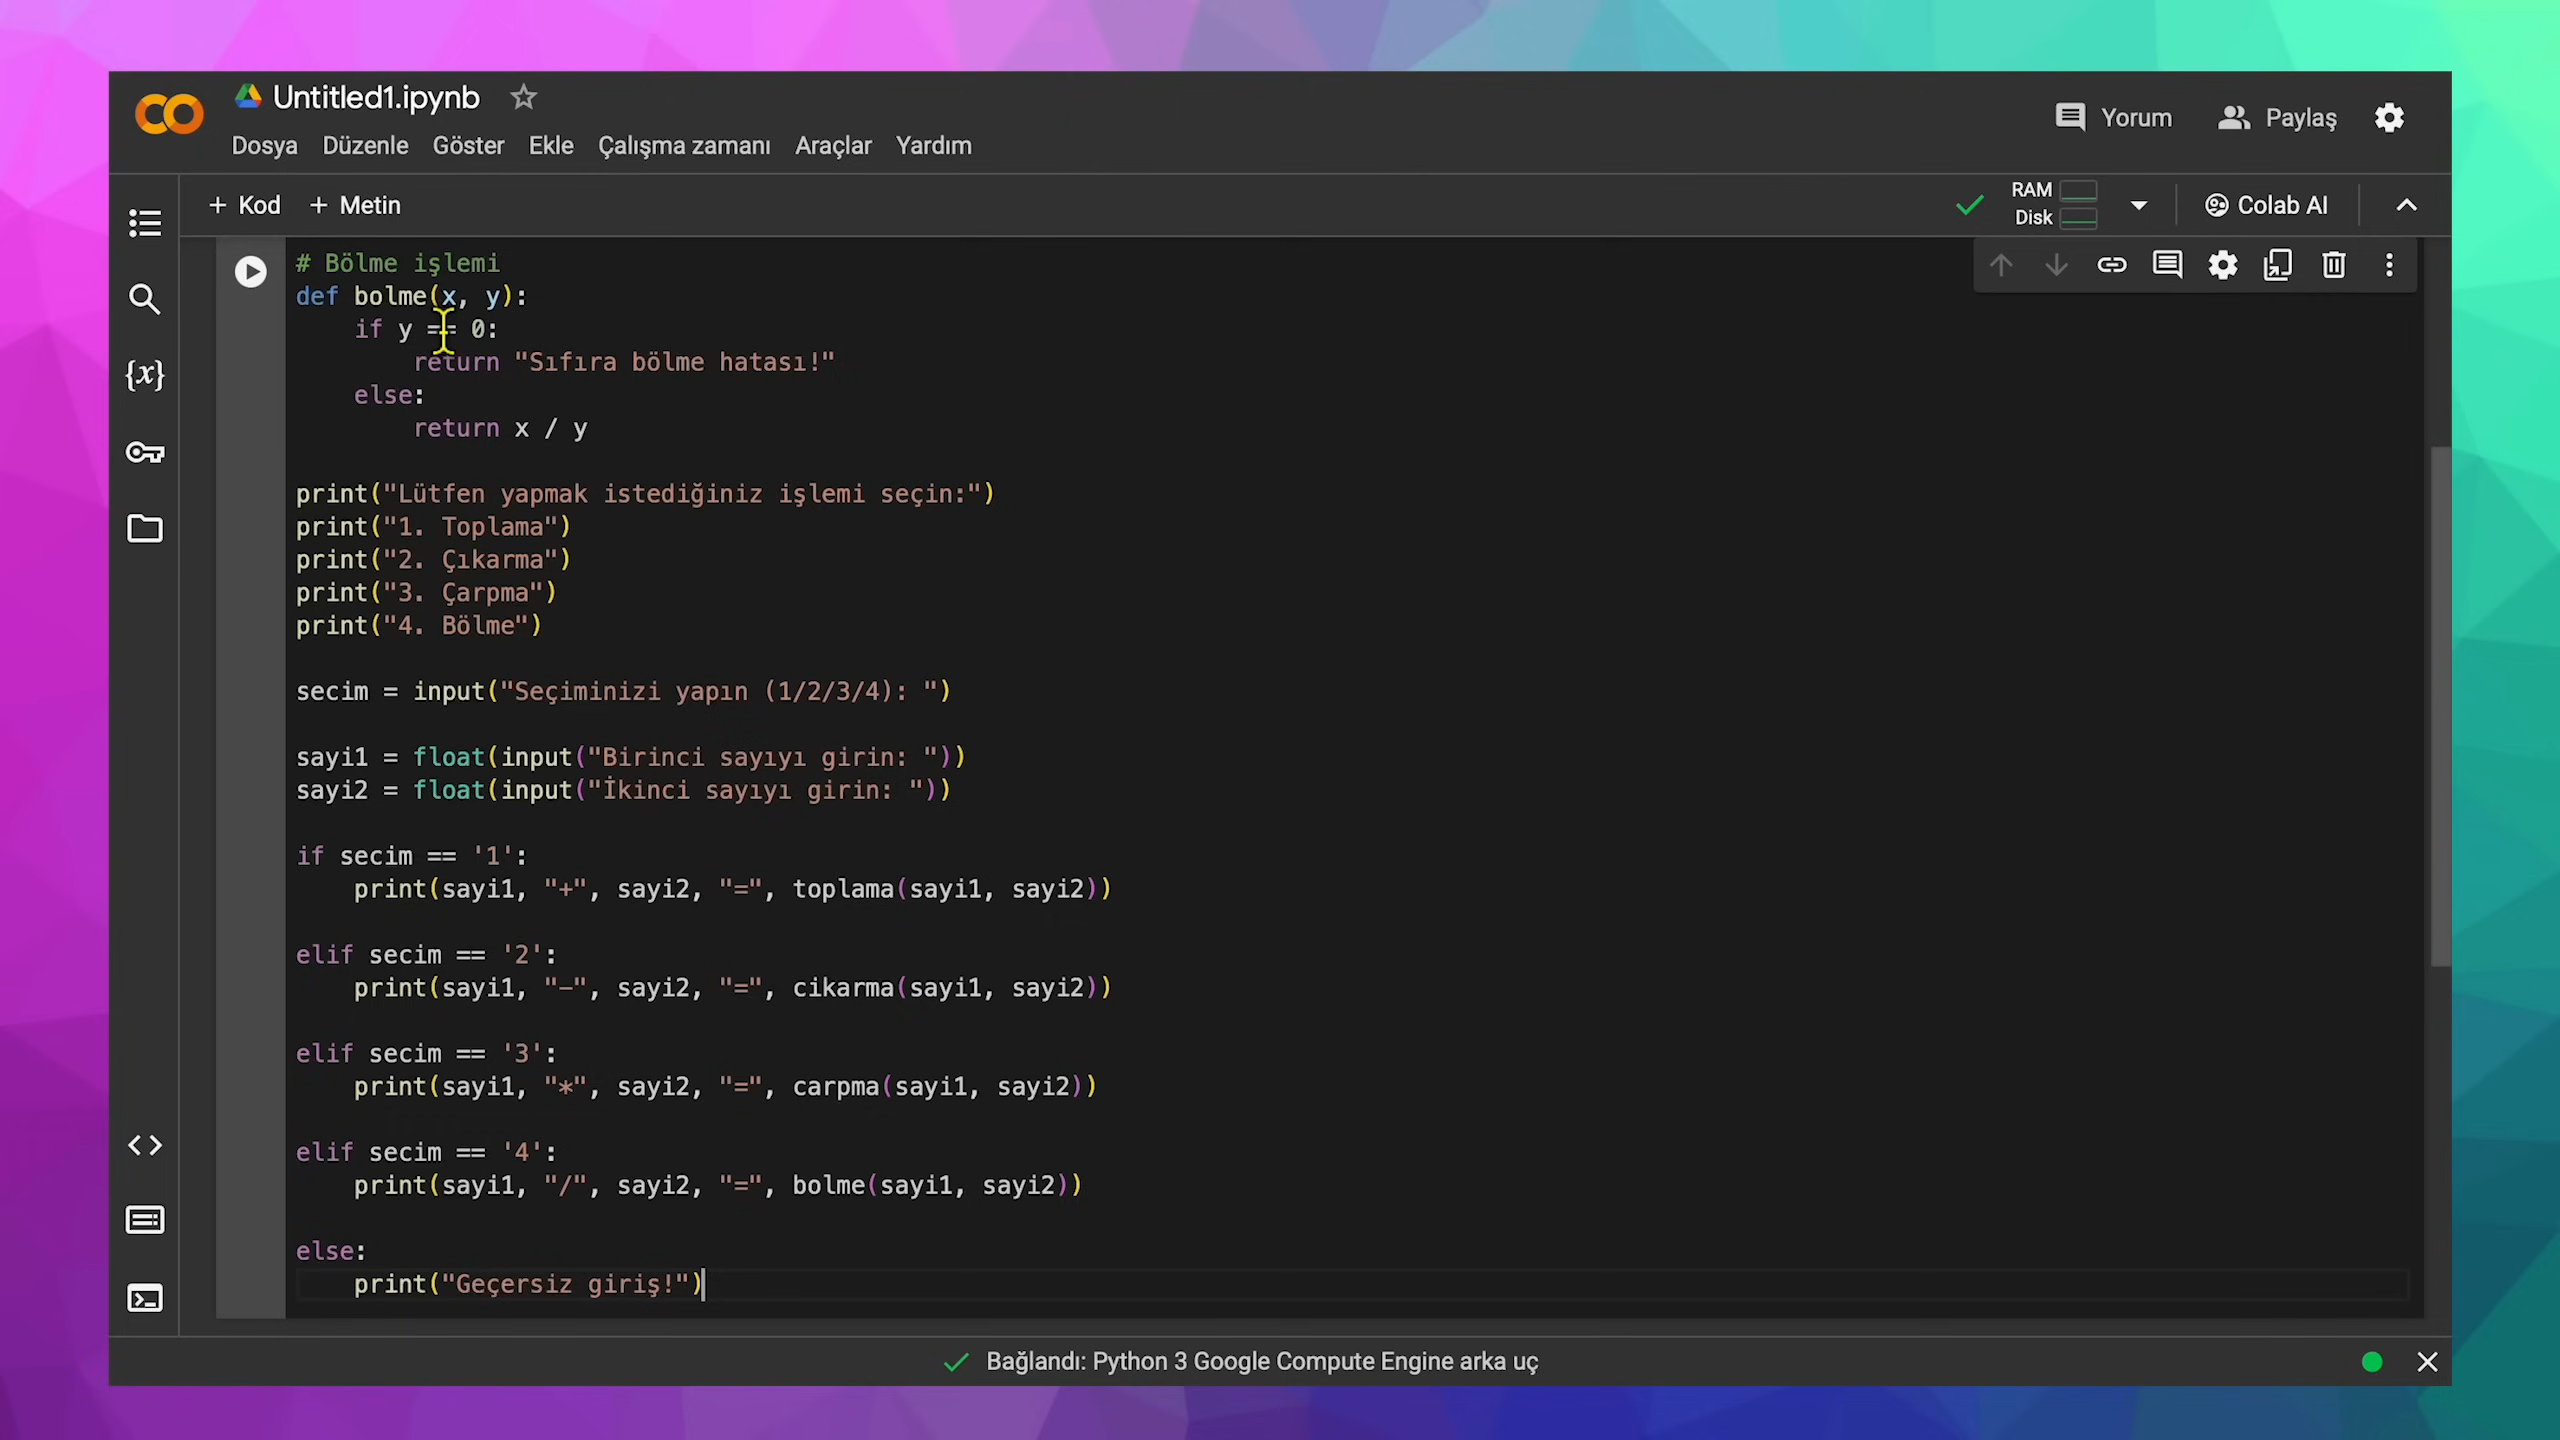 Untitled1.ipynb
Dosya Düzenle Göster Ekle Çalışma zamanı Araçlar Yardım
Yorum
Paylaş
+ Kod + Metin
RAM
Disk
Colab AI
# Bölme işlemi
def bolme(x, y):
    if y == 0:
        return "Sıfıra bölme hatası!"
    else:
        return x / y
print("Lütfen yapmak istediğiniz işlemi seçin:")
print("1. Toplama")
print("2. Çıkarma")
print("3. Çarpma")
print("4. Bölme")
secim = input("Seçiminizi yapın (1/2/3/4): ")
sayi1 = float(input("Birinci sayıyı girin: "))
sayi2 = float(input("İkinci sayıyı girin: "))
if secim == '1':
    print(sayi1, "+", sayi2, "=", toplama(sayi1, sayi2))
elif secim == '2':
    print(sayi1, "-", sayi2, "=", cikarma(sayi1, sayi2))
elif secim == '3':
    print(sayi1, "*", sayi2, "=", carpma(sayi1, sayi2))
elif secim == '4':
    print(sayi1, "/", sayi2, "=", bolme(sayi1, sayi2))
else:
    print("Geçersiz giriş!")
Bağlandı: Python 3 Google Compute Engine arka uç